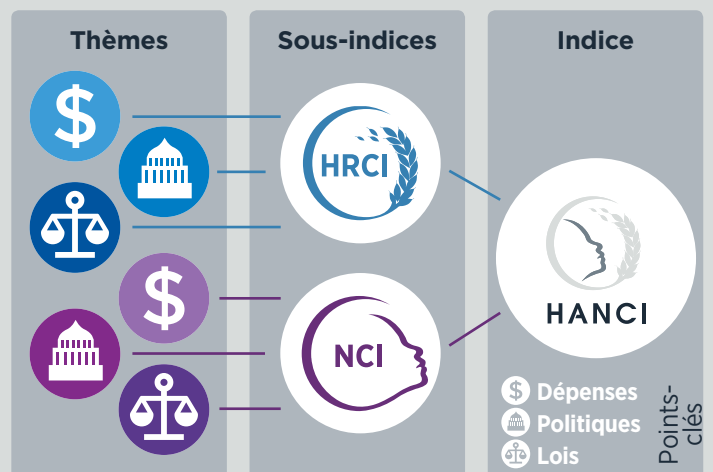 Thèmes
Sous-indices
Indice
$
HRCI
$
NCI
HANCI
$ Dépenses
Politiques
Lois
Points-
clés